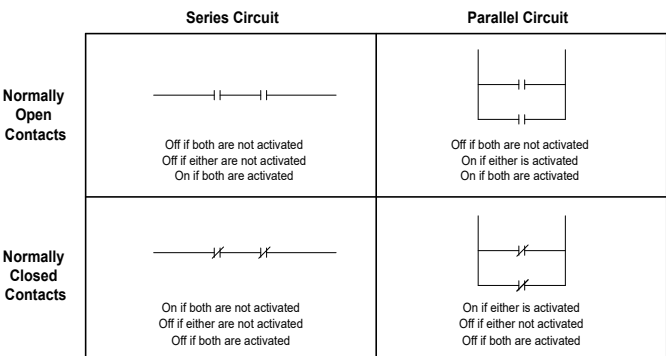 Series Circuit
Parallel Circuit
Normally
Open
Contacts
Off if both are not activated
Off if either are not activated
On if both are activated
Off if both are not activated
On if either is activated
On if both are activated
Normally
Closed
Contacts
On if both are not activated
Off if either are not activated
Off if both are activated
On if either is activated
Off if either not activated
Off if both are activated